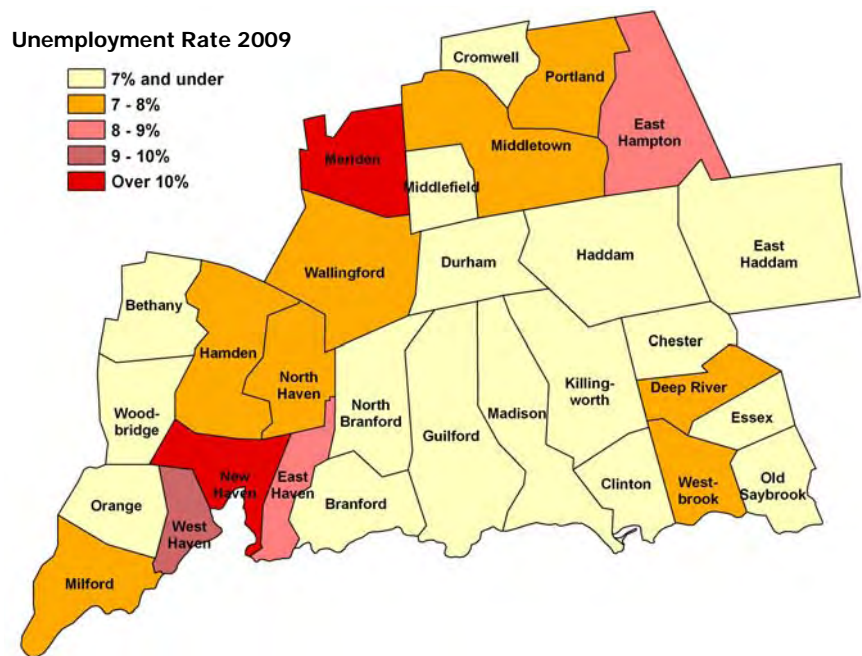 Unemployment Rate 2009
7% and under
7 - 8%
8 - 9%
9 - 10%
Over 10%
Cromwell
Portland
East
Hampton
Meriden
Middletown
Middlefield
Wallingford
Durham
Haddam
East
Haddam
Bethany
Hamden
North
Haven
Chester
Deep River
Essex
Wood-
bridge
North
Branford
Guilford
Madison
Killing-
worth
New
Haven
East
Haven
Branford
Clinton
West-
brook
Old
Saybrook
Orange
West
Haven
Milford